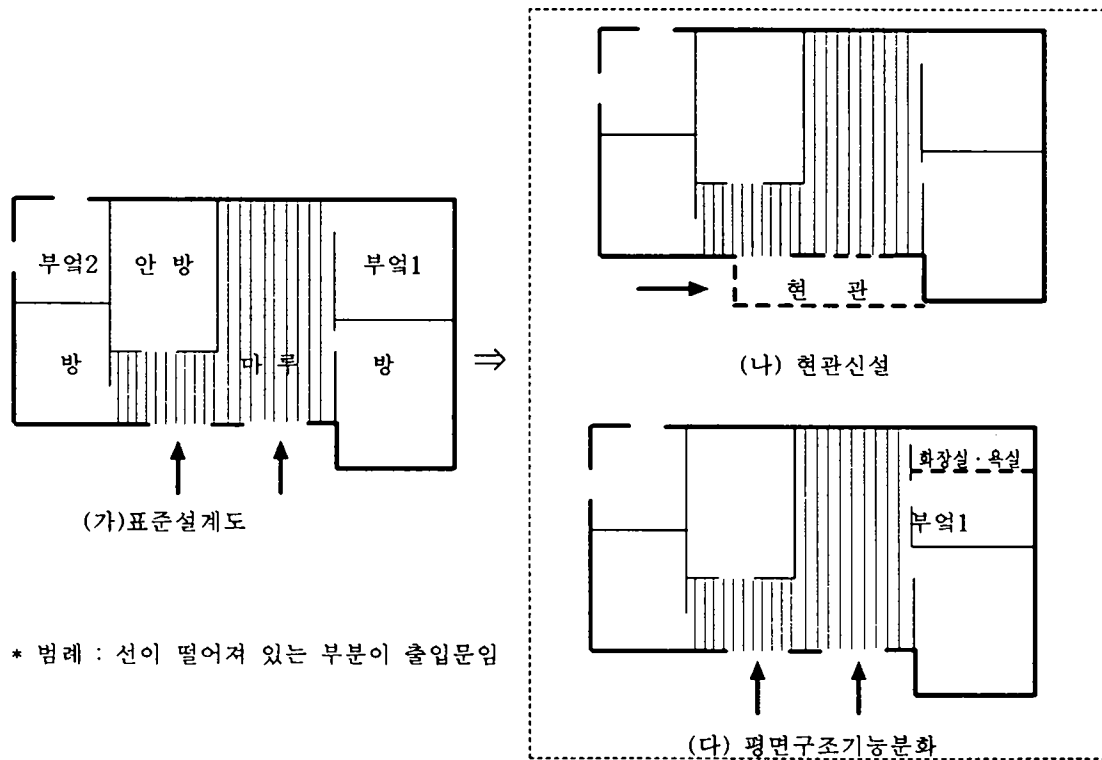 부엌2 안 방 부엌1
방 마 루 방
⇒
(가)표준설계도
* 범례 : 선이 떨어져 있는 부분이 출입문임
현 관
(나) 현관신설
화장실 · 욕실
부엌1
(다) 평면구조기능분화